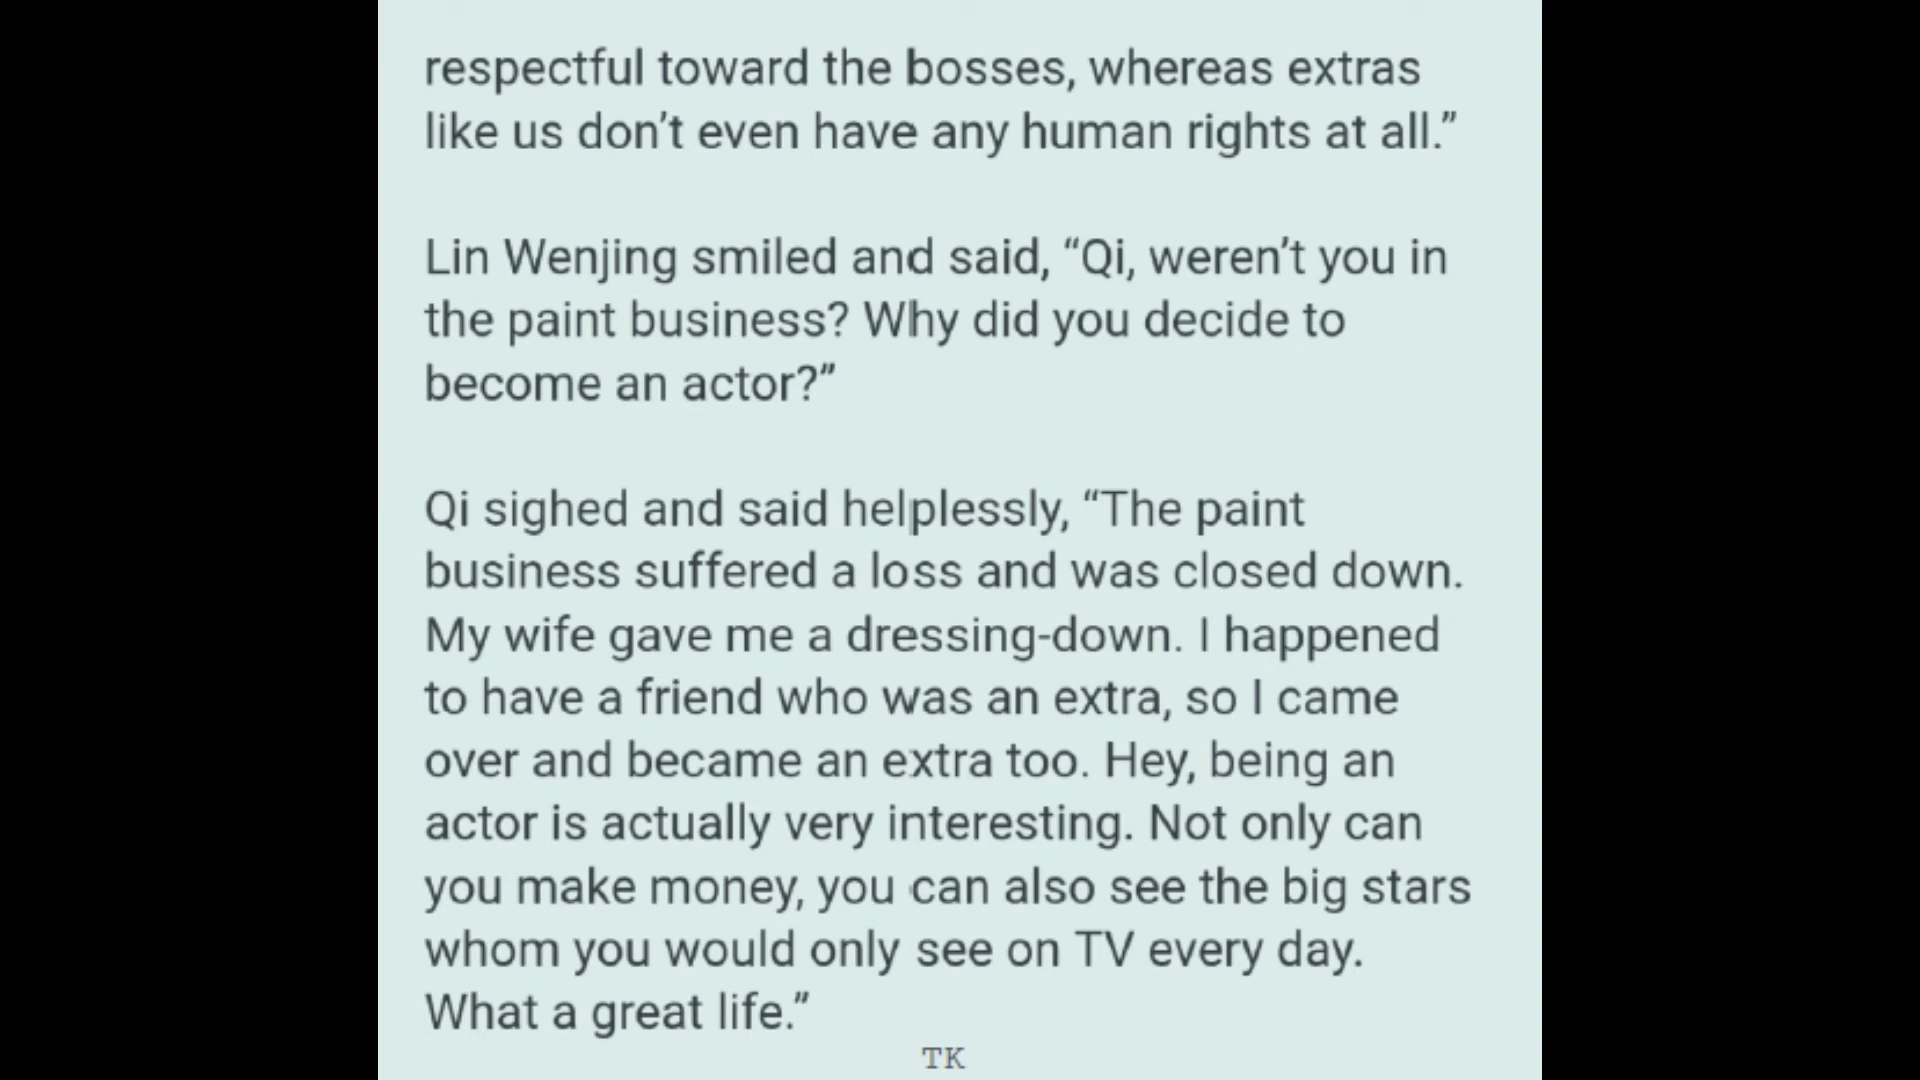 respectful toward the bosses, whereas extras
like us don’t even have any human rights at all.”
Lin Wenjing smiled and said, “Qi, weren’t you in
the paint business? Why did you decide to
become an actor?”
Qi sighed and said helplessly, “The paint
business suffered a loss and was closed down.
My wife gave me a dressing-down. I happened
to have a friend who was an extra, so I came
over and became an extra too. Hey, being an
actor is actually very interesting. Not only can
you make money, you can also see the big stars
whom you would only see on TV every day.
What a great life.”
TK